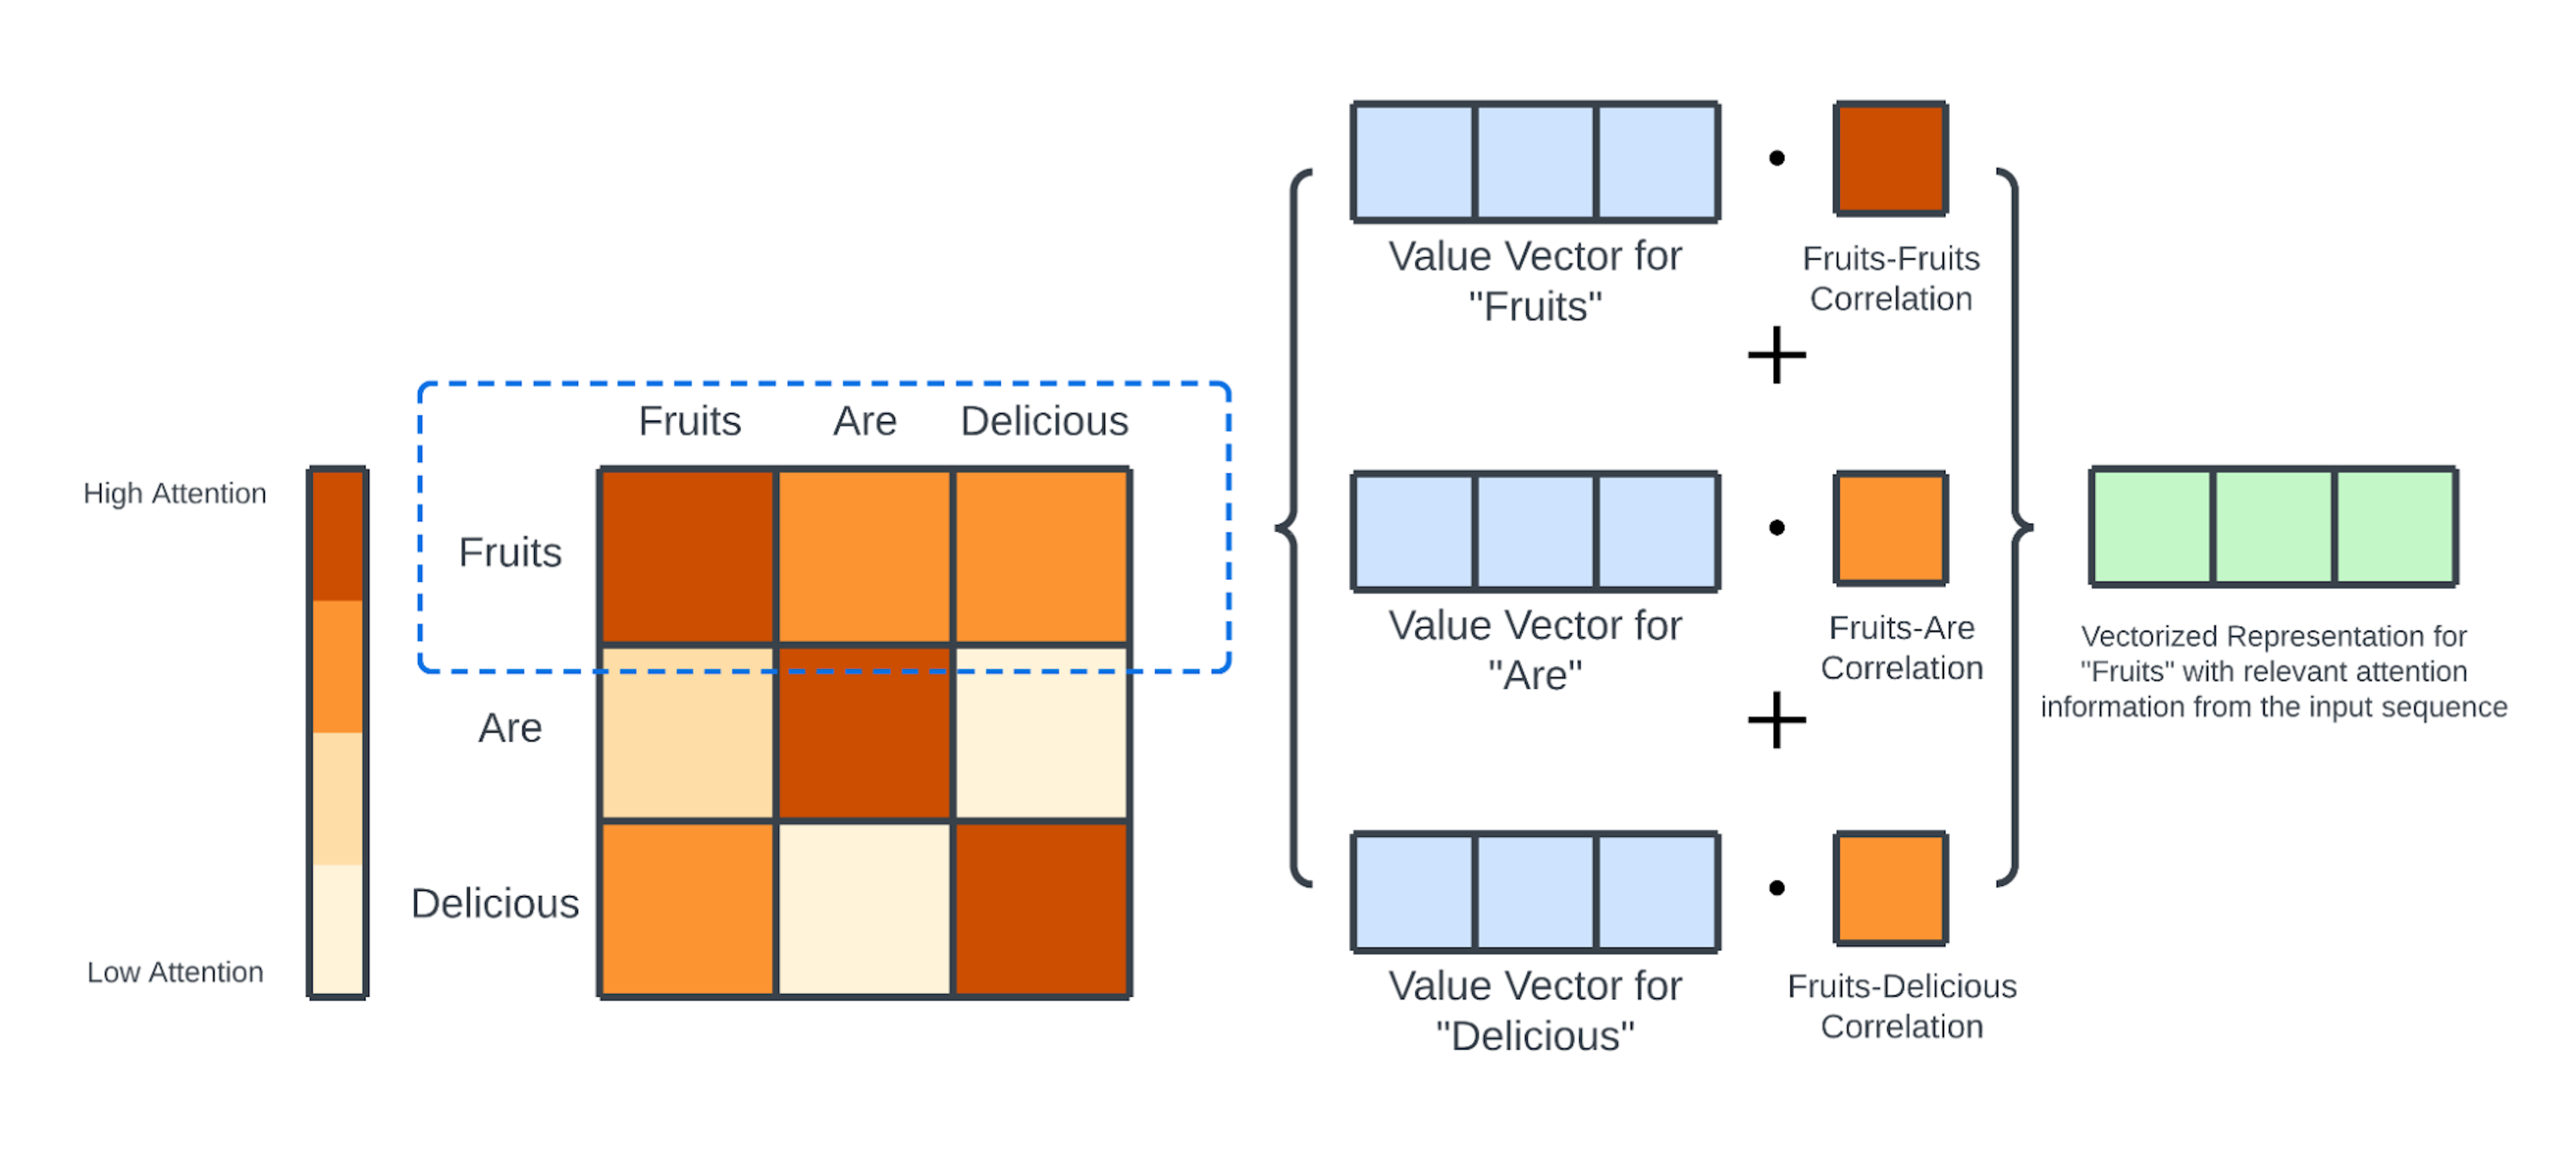 High Attention
Low Attention
Fruits Are Delicious
Fruits
Are
Delicious
Value Vector for
"Fruits"
Fruits-Fruits
Correlation
Value Vector for
"Are"
Fruits-Are
Correlation
Value Vector for
"Delicious"
Fruits-Delicious
Correlation
Vectorized Representation for
"Fruits" with relevant attention
information from the input sequence